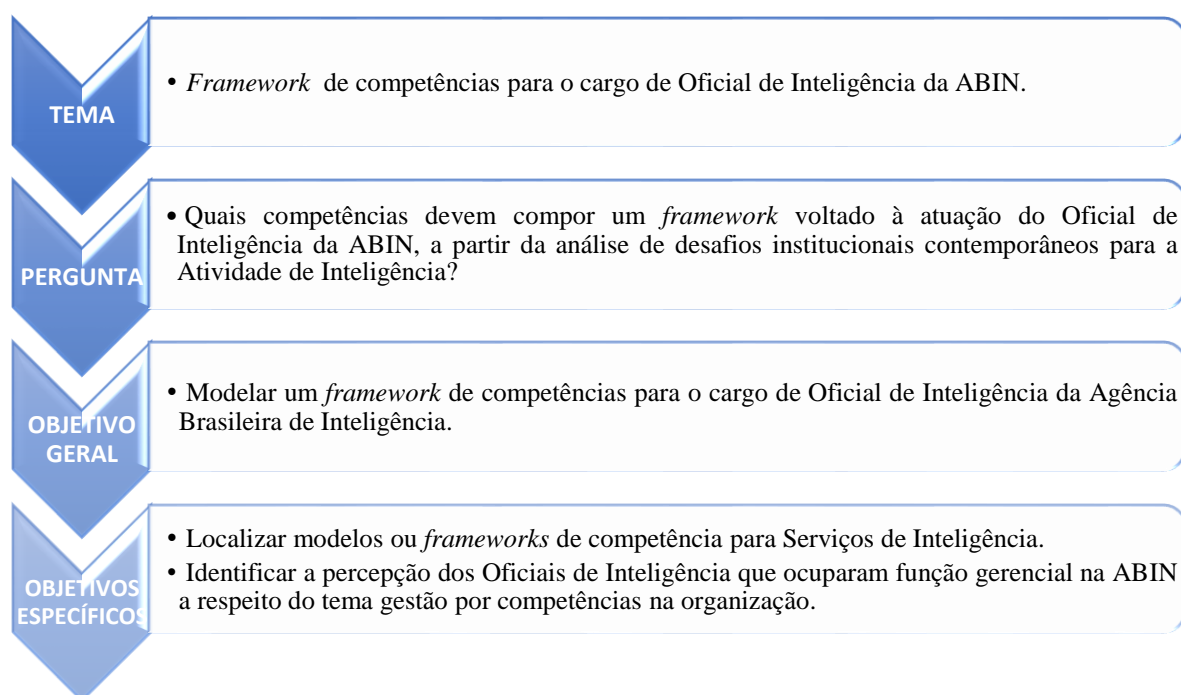 TEMA
• Framework de competências para o cargo de Oficial de Inteligência da ABIN.
PERGUNTA
• Quais competências devem compor um framework voltado à atuação do Oficial de
Inteligência da ABIN, a partir da análise de desafios institucionais contemporâneos para a
Atividade de Inteligência?
OBJETIVO
GERAL
• Modelar um framework de competências para o cargo de Oficial de Inteligência da Agência
Brasileira de Inteligência.
OBJETIVOS
ESPECÍFICOS
• Localizar modelos ou frameworks de competência para Serviços de Inteligência.
• Identificar a percepção dos Oficiais de Inteligência que ocuparam função gerencial na ABIN
a respeito do tema gestão por competências na organização.